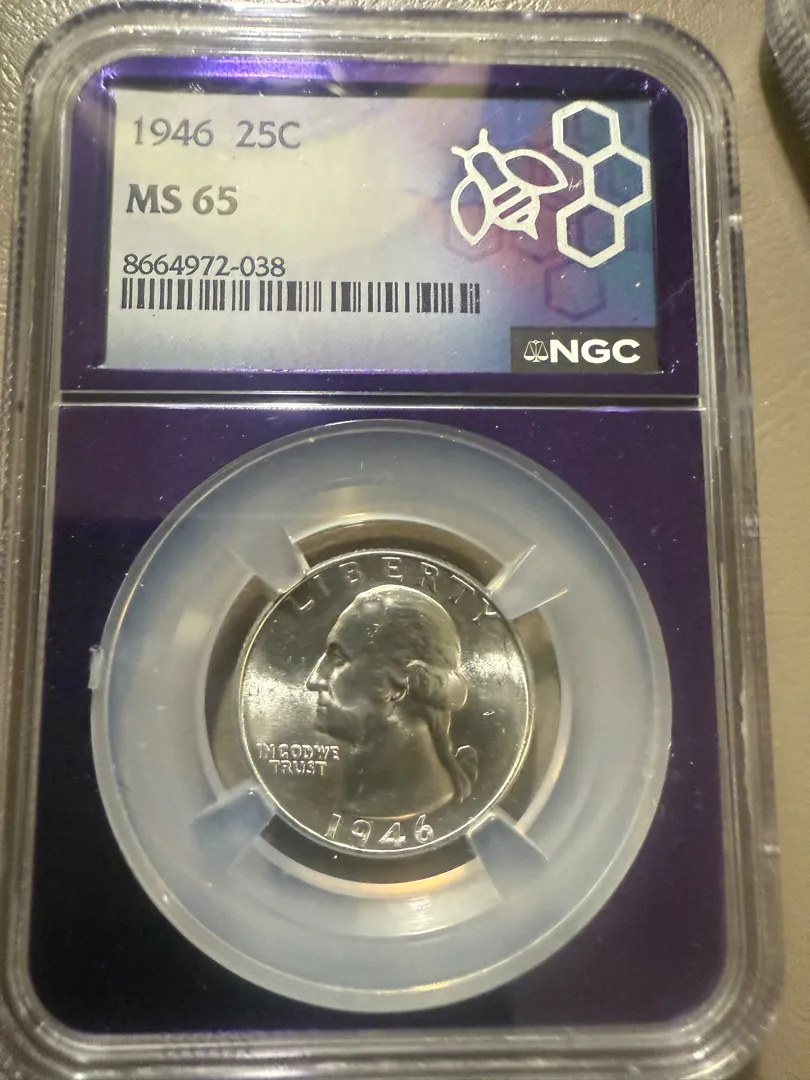 1946 25C
MS 65
8664972-038
NGC
LIBERTY
IN GOD WE
TRUST
1946